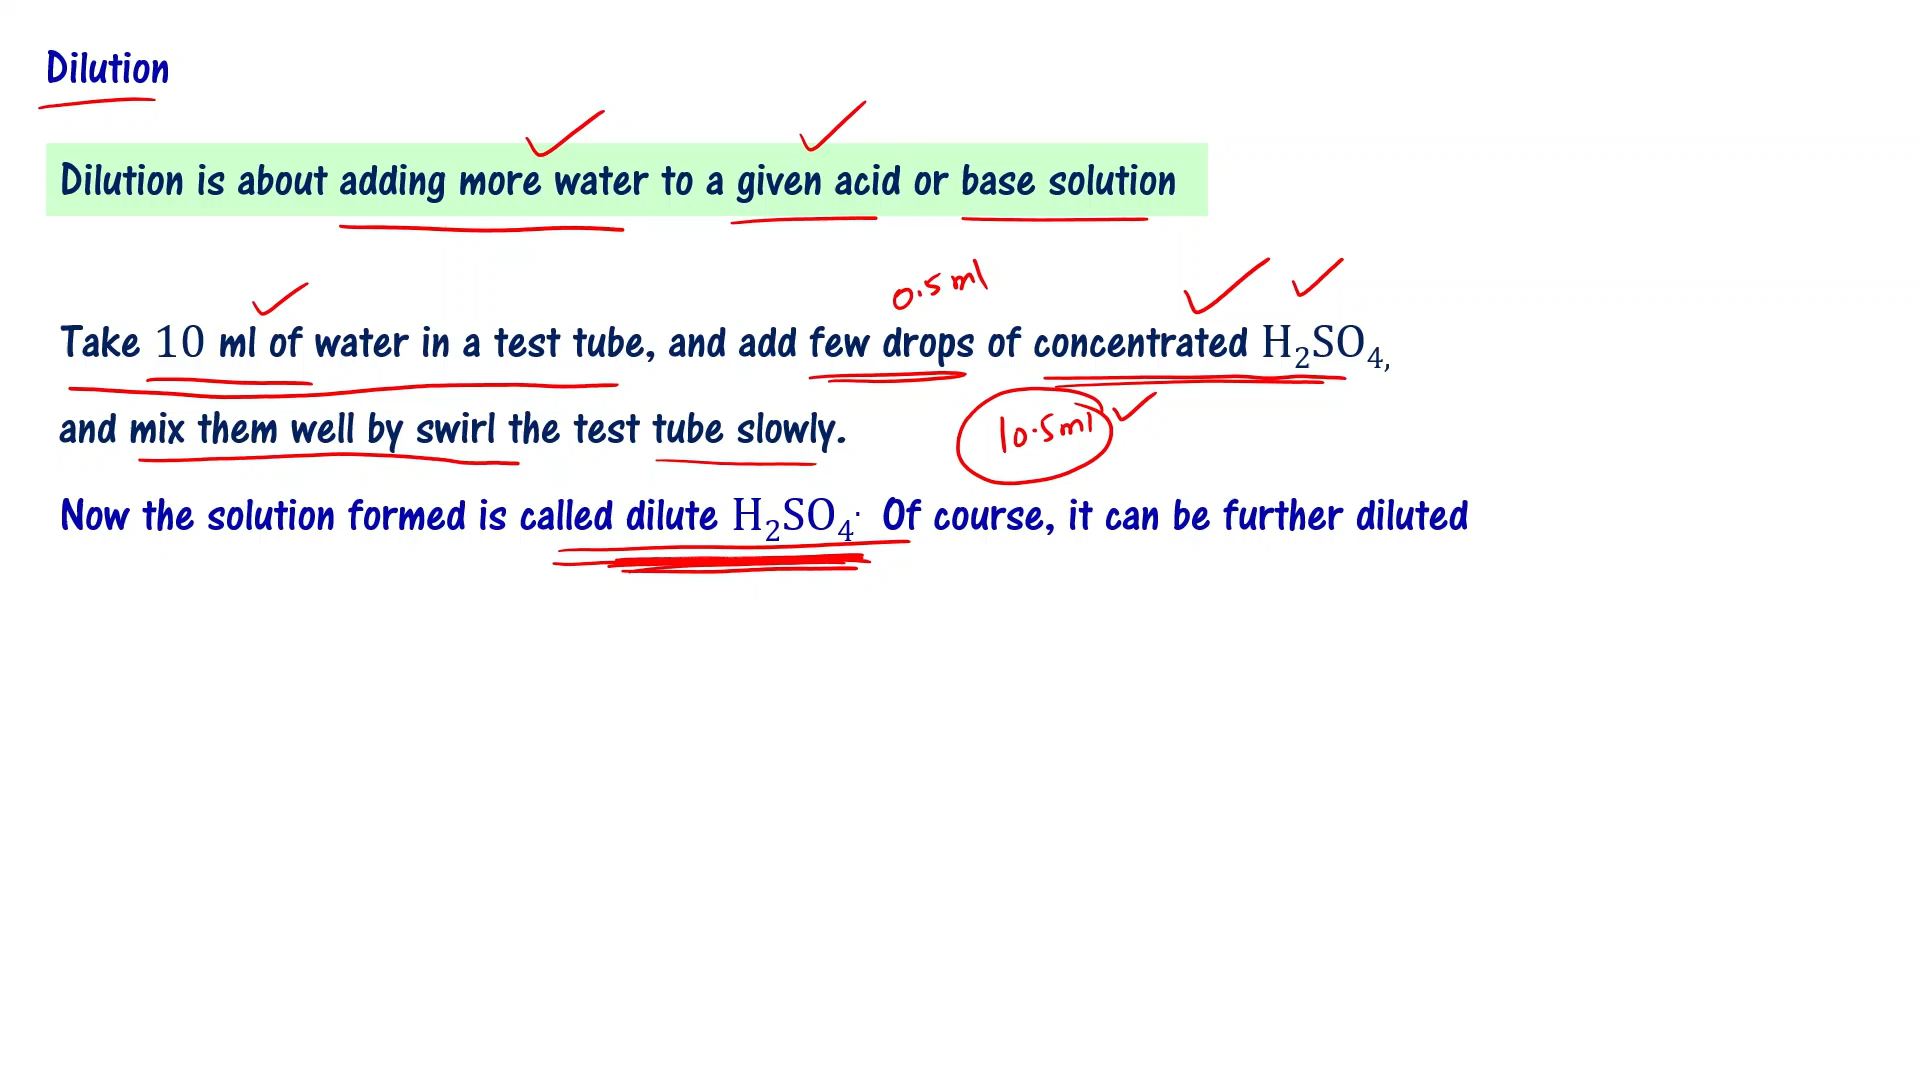 Dilution
Dilution is about adding more water to a given acid or base solution
0.5 ml
Take 10 ml of water in a test tube, and add few drops of concentrated H₂SO₄,
and mix them well by swirl the test tube slowly.
10.5ml
Now the solution formed is called dilute H₂SO₄. Of course, it can be further diluted